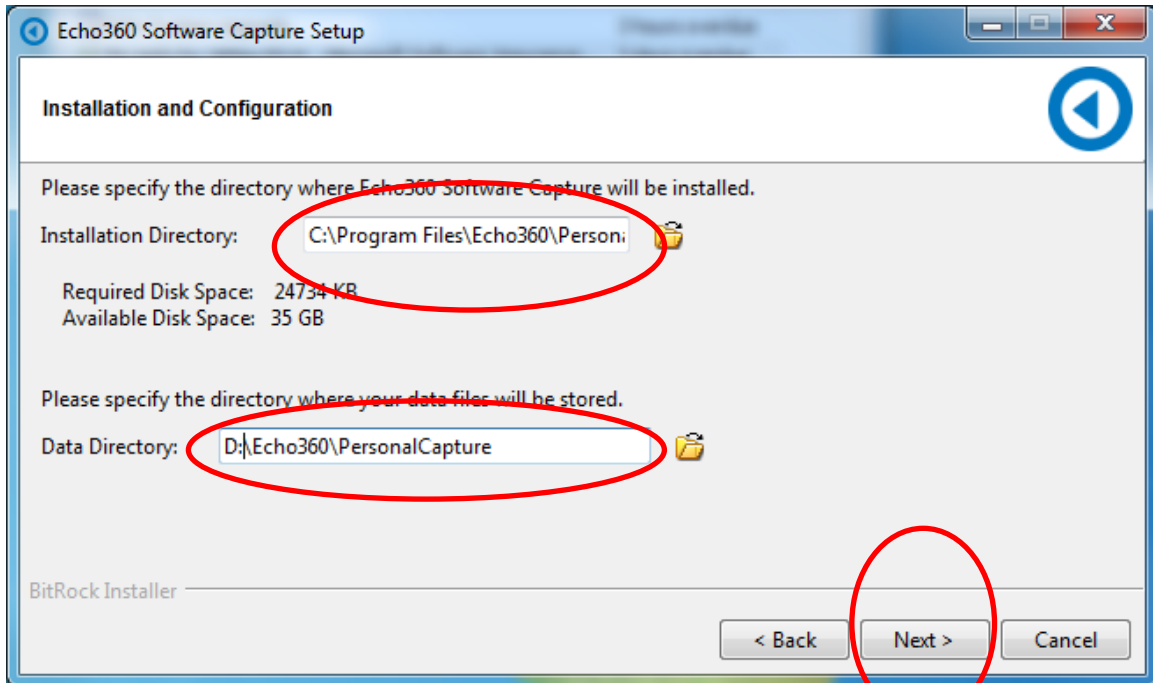 Echo360 Software Capture Setup
Installation and Configuration
Please specify the directory where Echo360 Software Capture will be installed.
Installation Directory: C:\Program Files\Echo360\Persona
Required Disk Space: 24734 KB
Available Disk Space: 35 GB
Please specify the directory where your data files will be stored.
Data Directory: D:\Echo360\PersonalCapture
BitRock Installer
< Back Next > Cancel